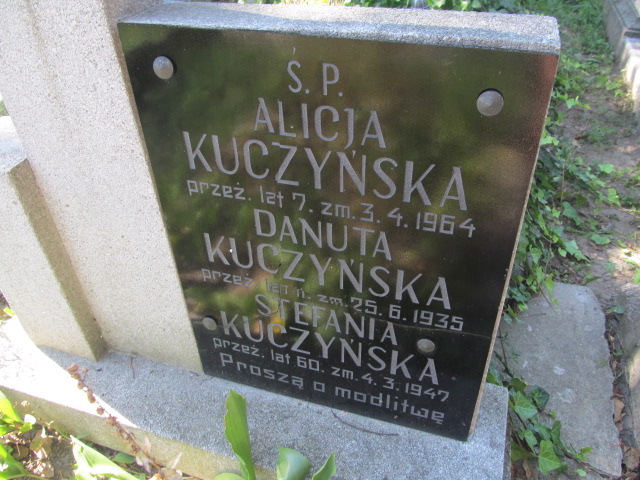 Ś. P.
ALICJA
KUCZYŃSKA
przeż. lat 7. zm. 3. 4. 1964
DANUTA
KUCZYŃSKA
przeż. lat zm. 25. 6. 1935
STEFANIA
KUCZYŃSKA
przeż. lat 60. zm. 4. 3. 1947
Proszą o modlitwę